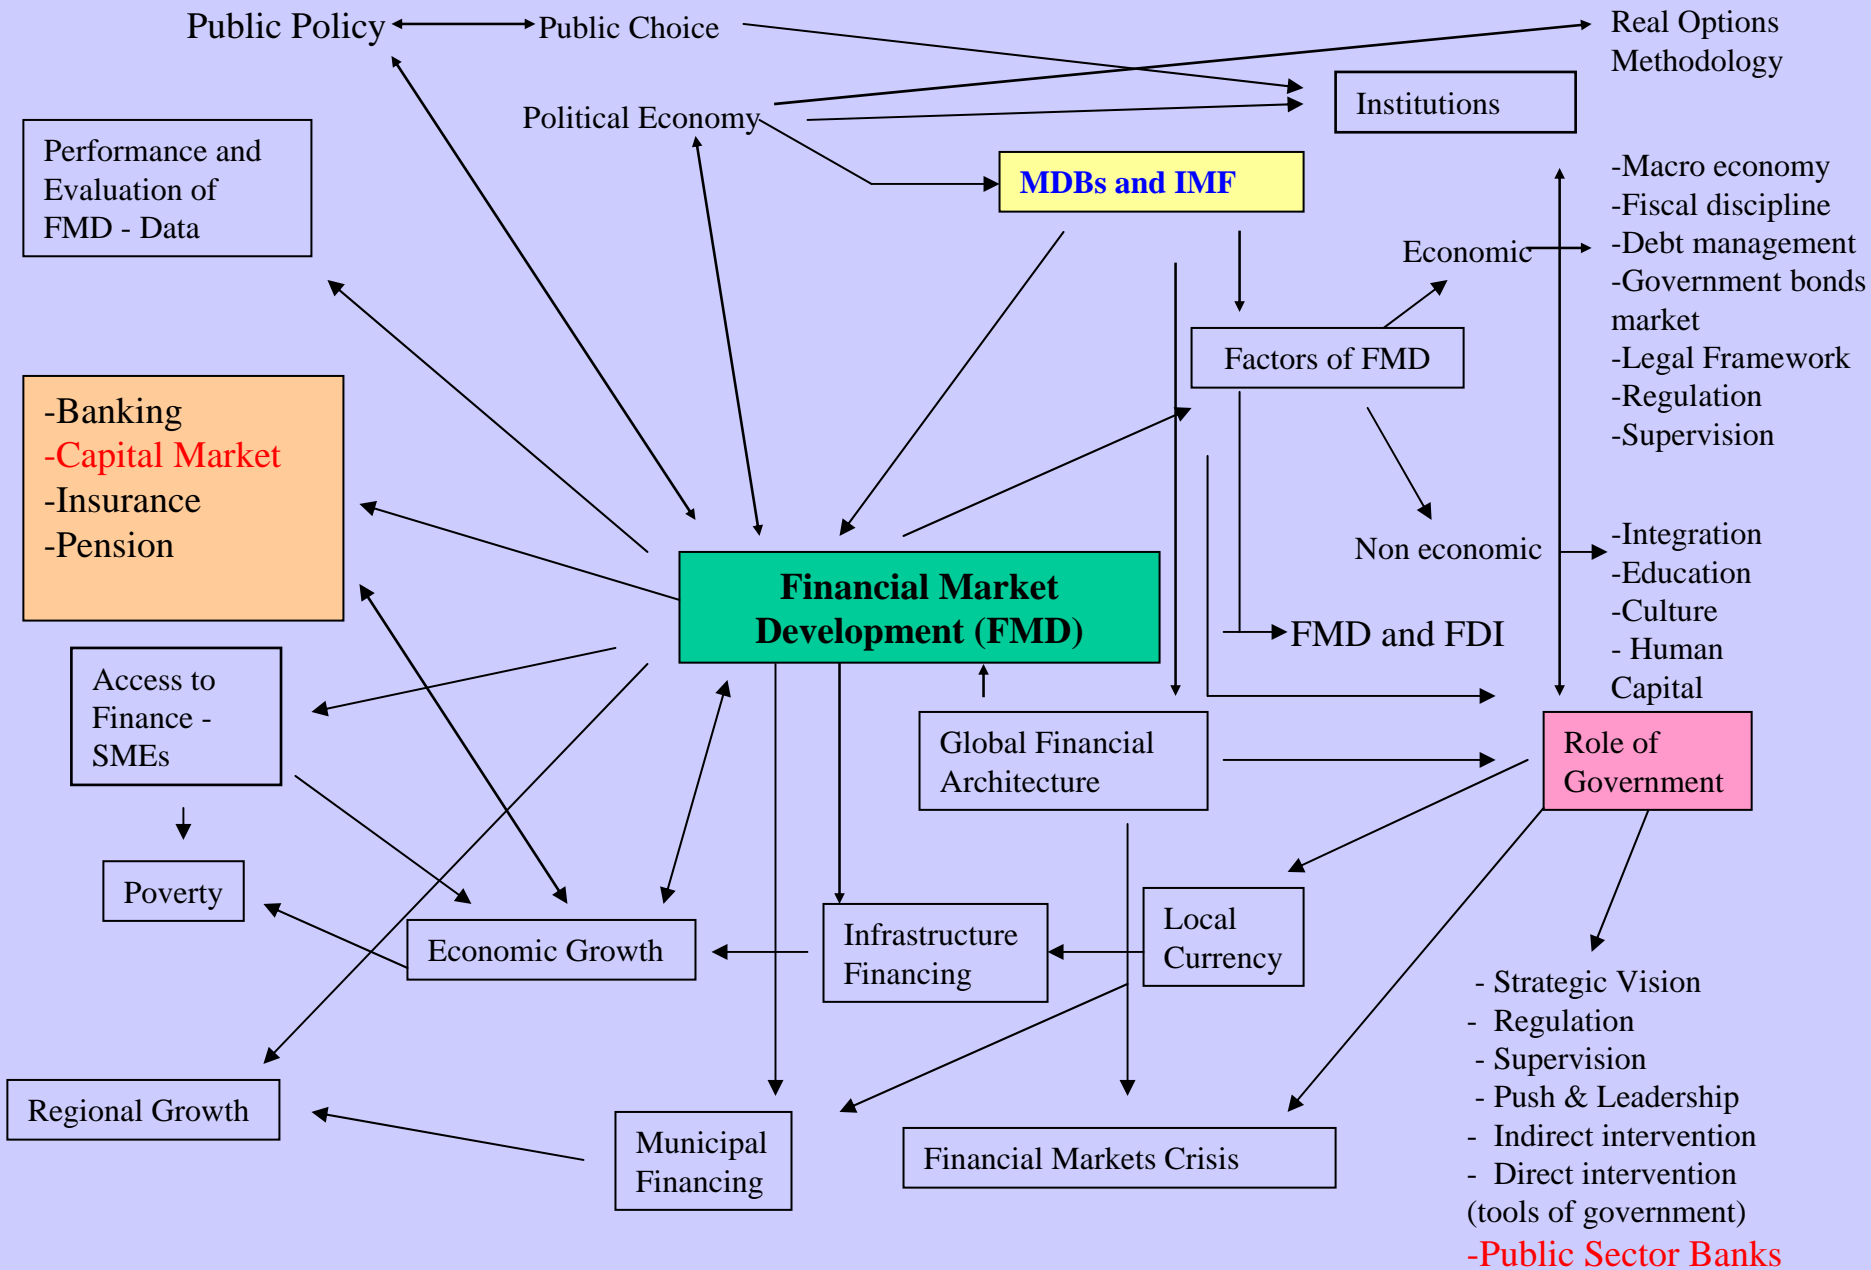 Public Policy
Public Choice
Real Options
Methodology
Political Economy
Institutions
Performance and
Evaluation of
FMD - Data
MDBs and IMF
-Macro economy
-Fiscal discipline
-Debt management
-Government bonds
market
-Legal Framework
-Regulation
-Supervision
Economic
Factors of FMD
-Banking
-Capital Market
-Insurance
-Pension
Non economic
-Integration
-Education
-Culture
- Human
Capital
Financial Market
Development (FMD)
FMD and FDI
Access to
Finance -
SMEs
Global Financial
Architecture
Role of
Government
Poverty
Economic Growth
Infrastructure
Financing
Local
Currency
- Strategic Vision
- Regulation
- Supervision
- Push & Leadership
- Indirect intervention
- Direct intervention
(tools of government)
-Public Sector Banks
Regional Growth
Municipal
Financing
Financial Markets Crisis